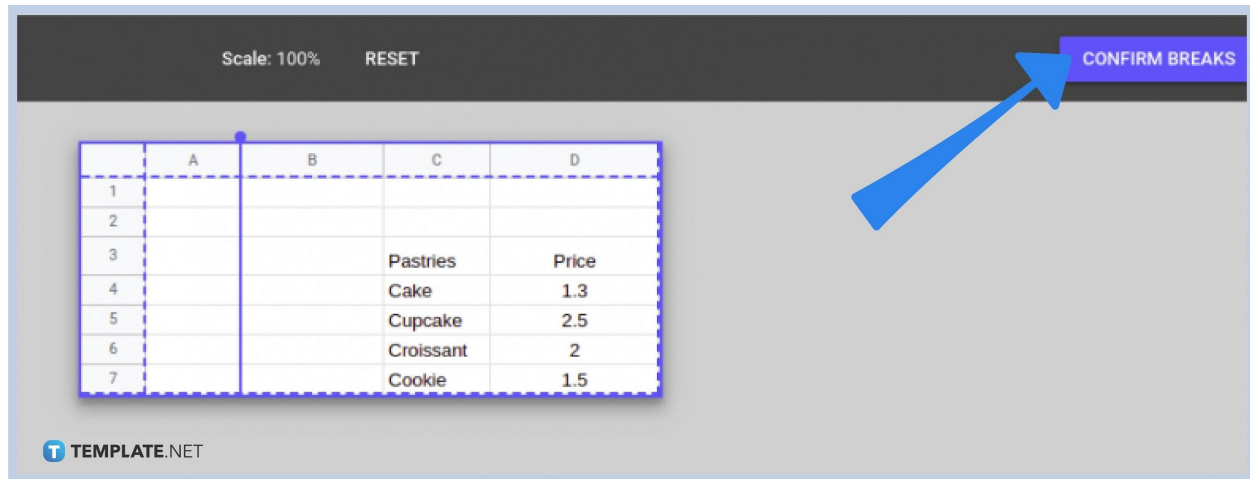 Scale: 100% RESET CONFIRM BREAKS
A B C D
1
2
3 Pastries Price
4 Cake 1.3
5 Cupcake 2.5
6 Croissant 2
7 Cookie 1.5
T TEMPLATE.NET